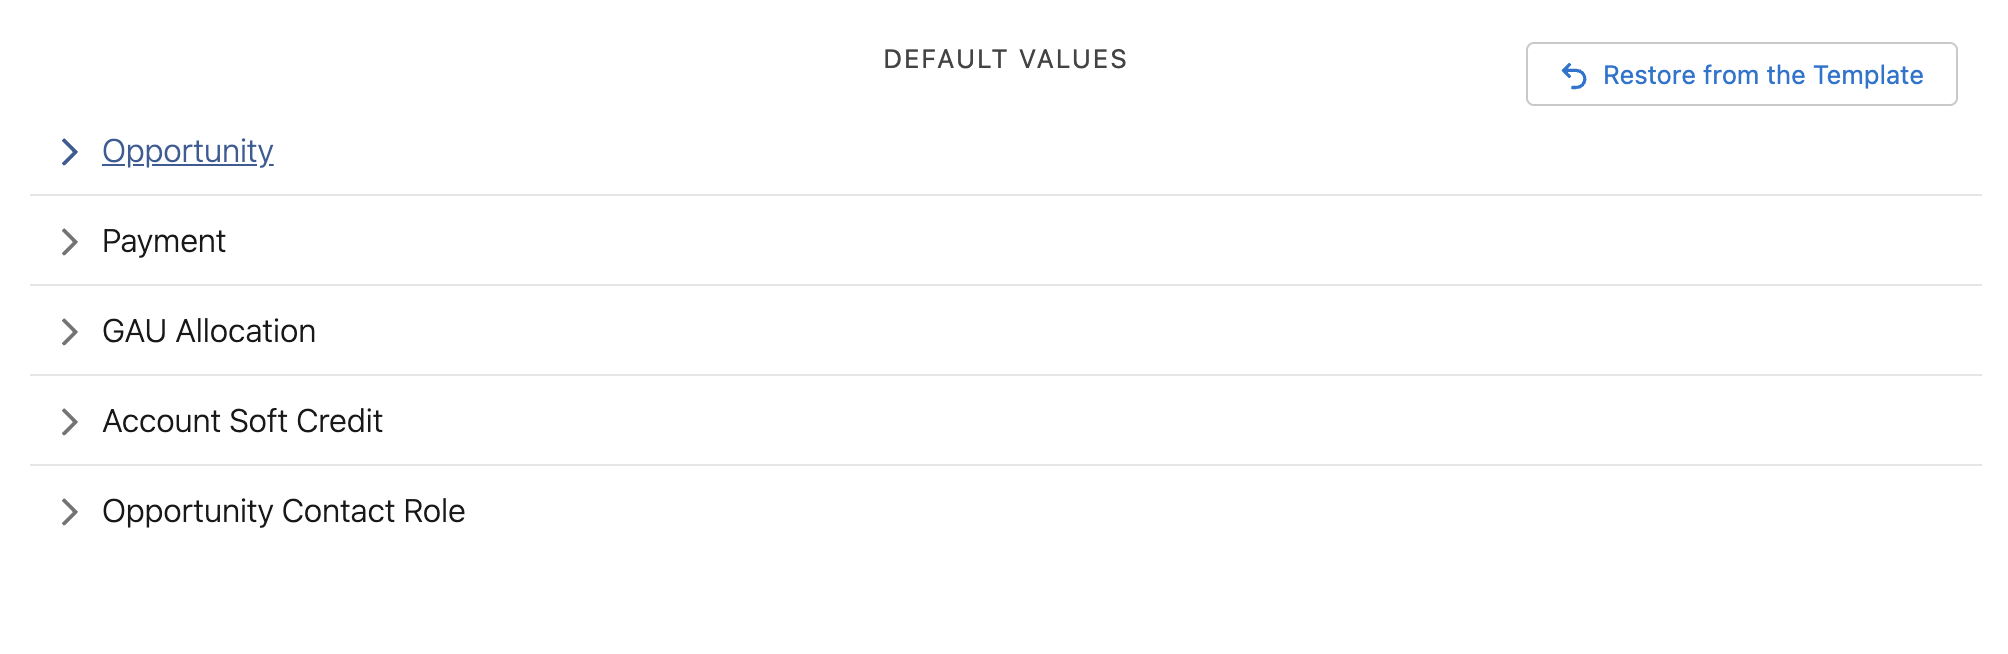 DEFAULT VALUES
Restore from the Template
Opportunity
Payment
GAU Allocation
Account Soft Credit
Opportunity Contact Role